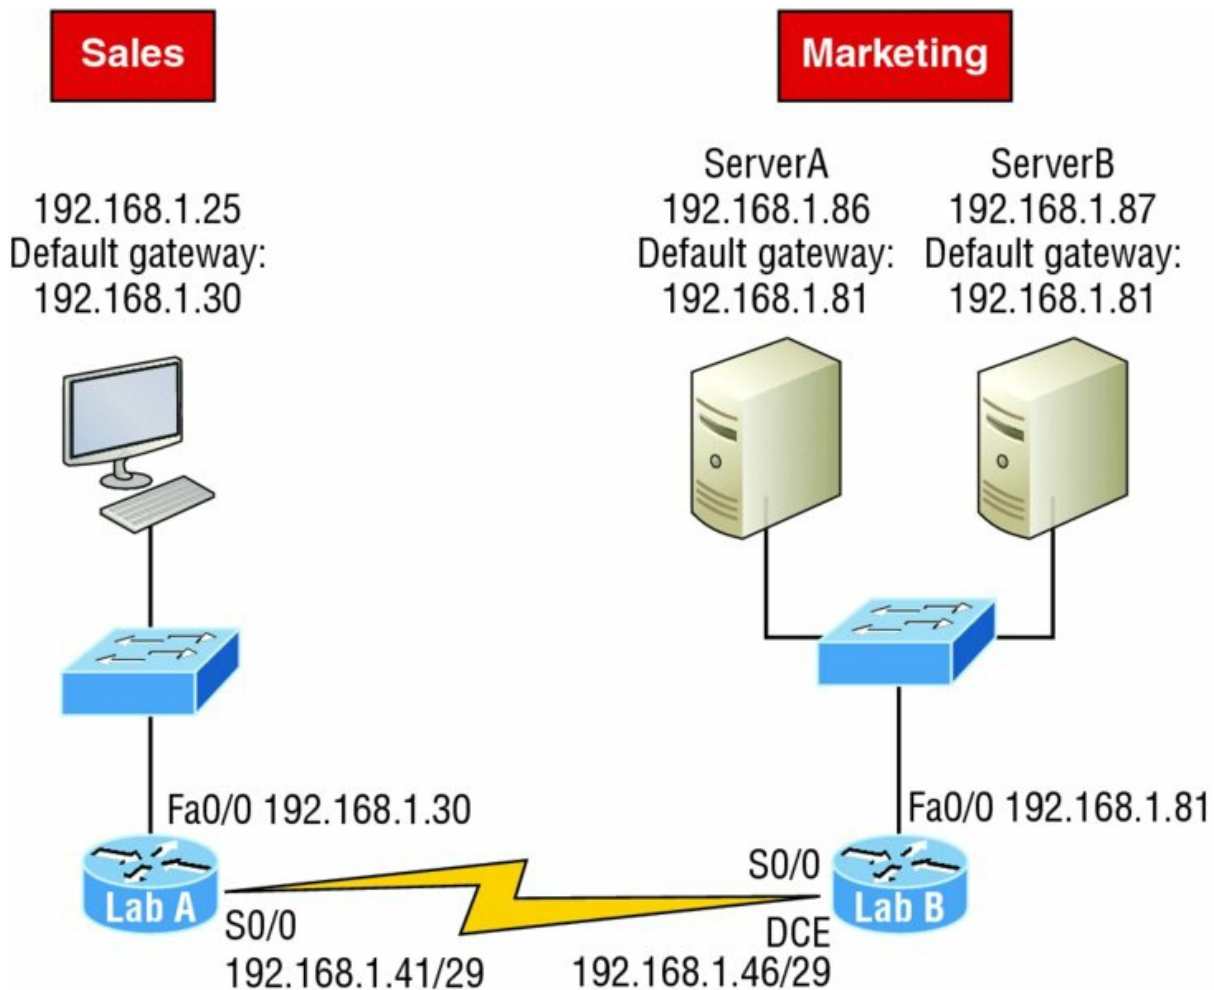 Sales
Marketing
192.168.1.25
Default gateway:
192.168.1.30
ServerA
192.168.1.86
Default gateway:
192.168.1.81
ServerB
192.168.1.87
Default gateway:
192.168.1.81
Fa0/0 192.168.1.30
Fa0/0 192.168.1.81
Lab A
S0/0
192.168.1.41/29
S0/0
Lab B
DCE
192.168.1.46/29